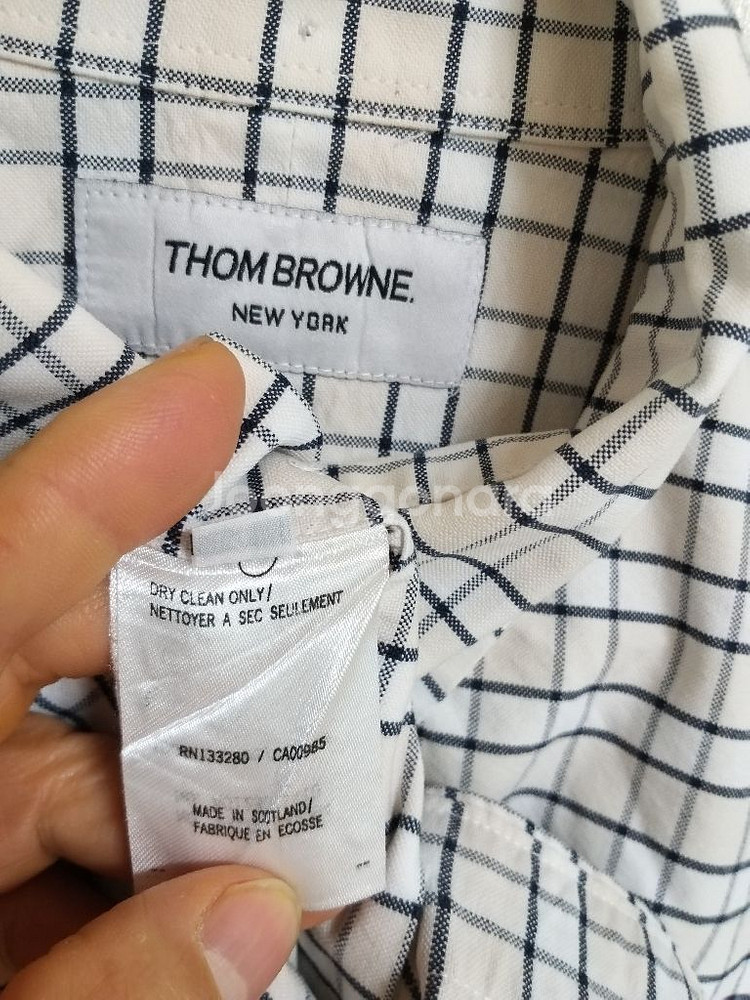 THOM BROWNE.
NEW YORK
DRY CLEAN ONLY/
NETTOYER A SEC SEULEMENT
RN133280 / CA00985
MADE IN SCOTLAND/
FABRIQUE EN ECOSSE